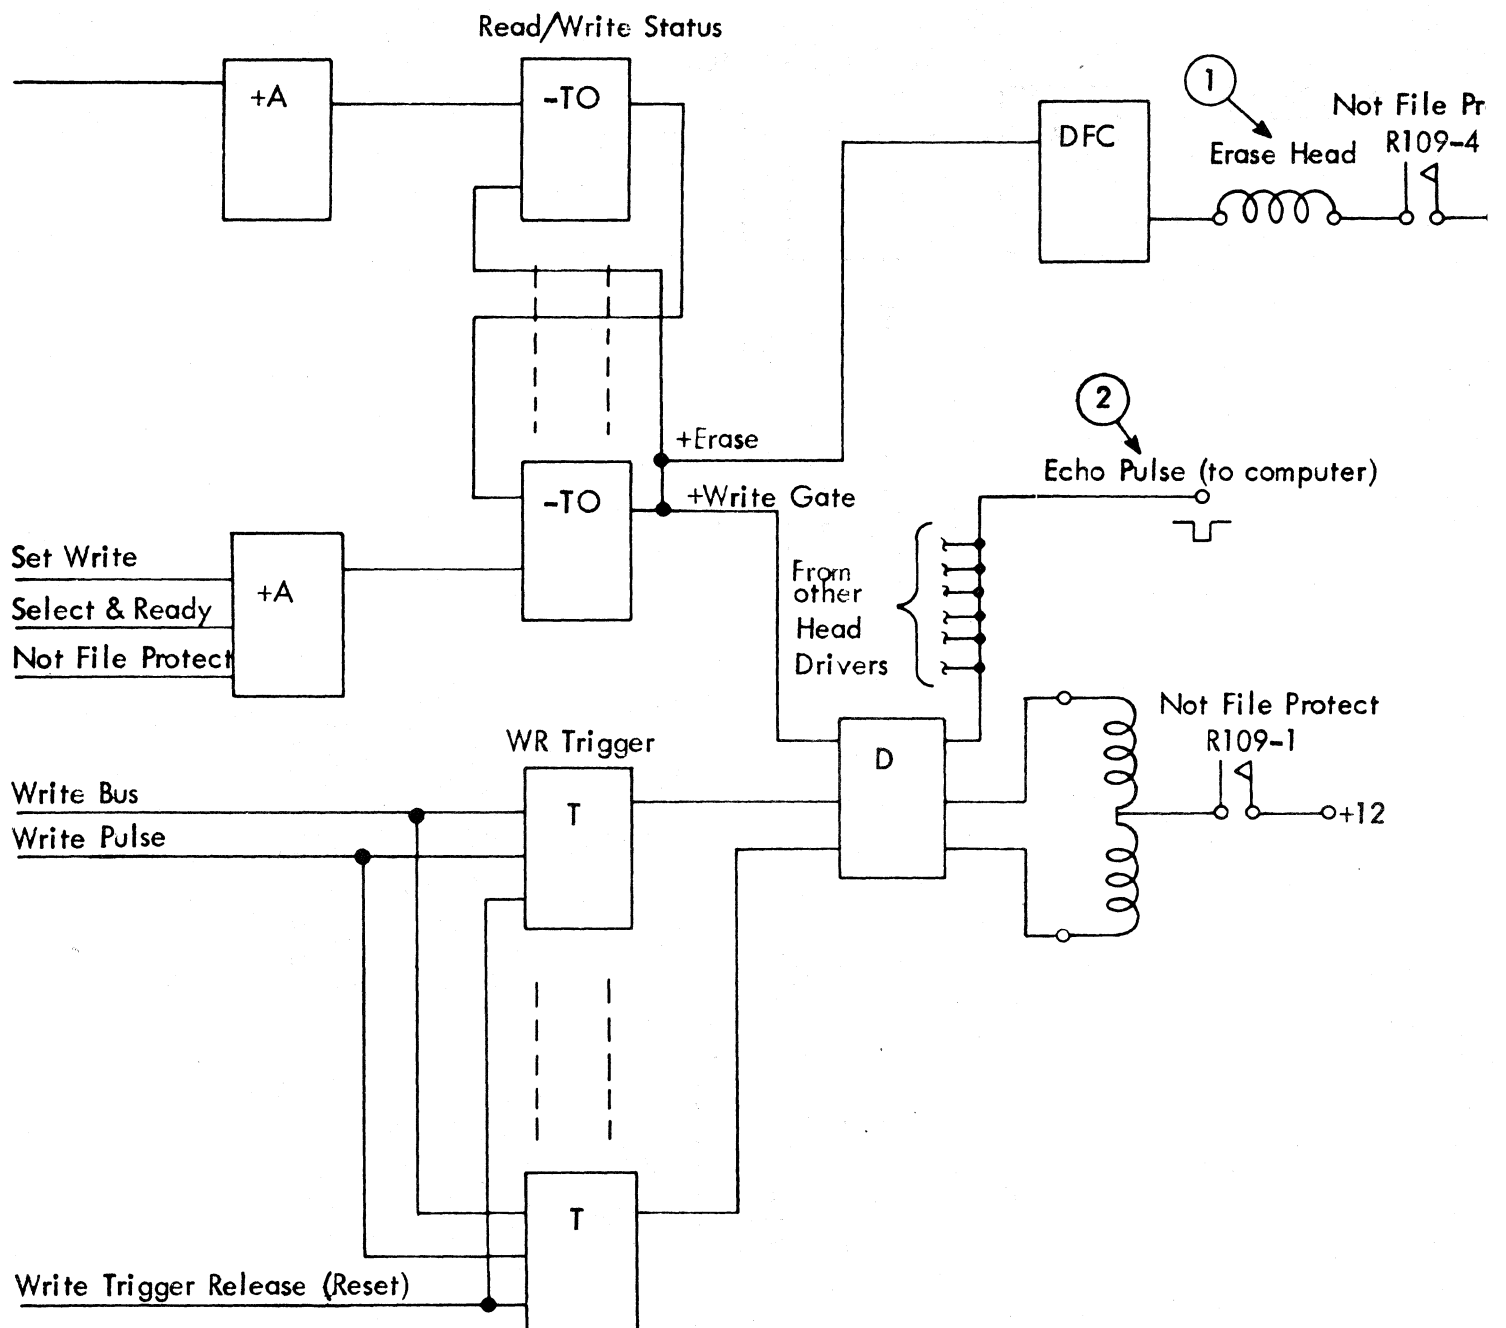 Read/Write Status
+A
-TO
1
DFC
Not File Pr
R109-4
Erase Head
2
+Erase
Echo Pulse (to computer)
-TO
+Write Gate
Set Write
+A
Select & Ready
Not File Protect
From
other
Head
Drivers
Not File Protect
R109-1
WR Trigger
D
Write Bus
T
+12
Write Pulse
T
Write Trigger Release (Reset)